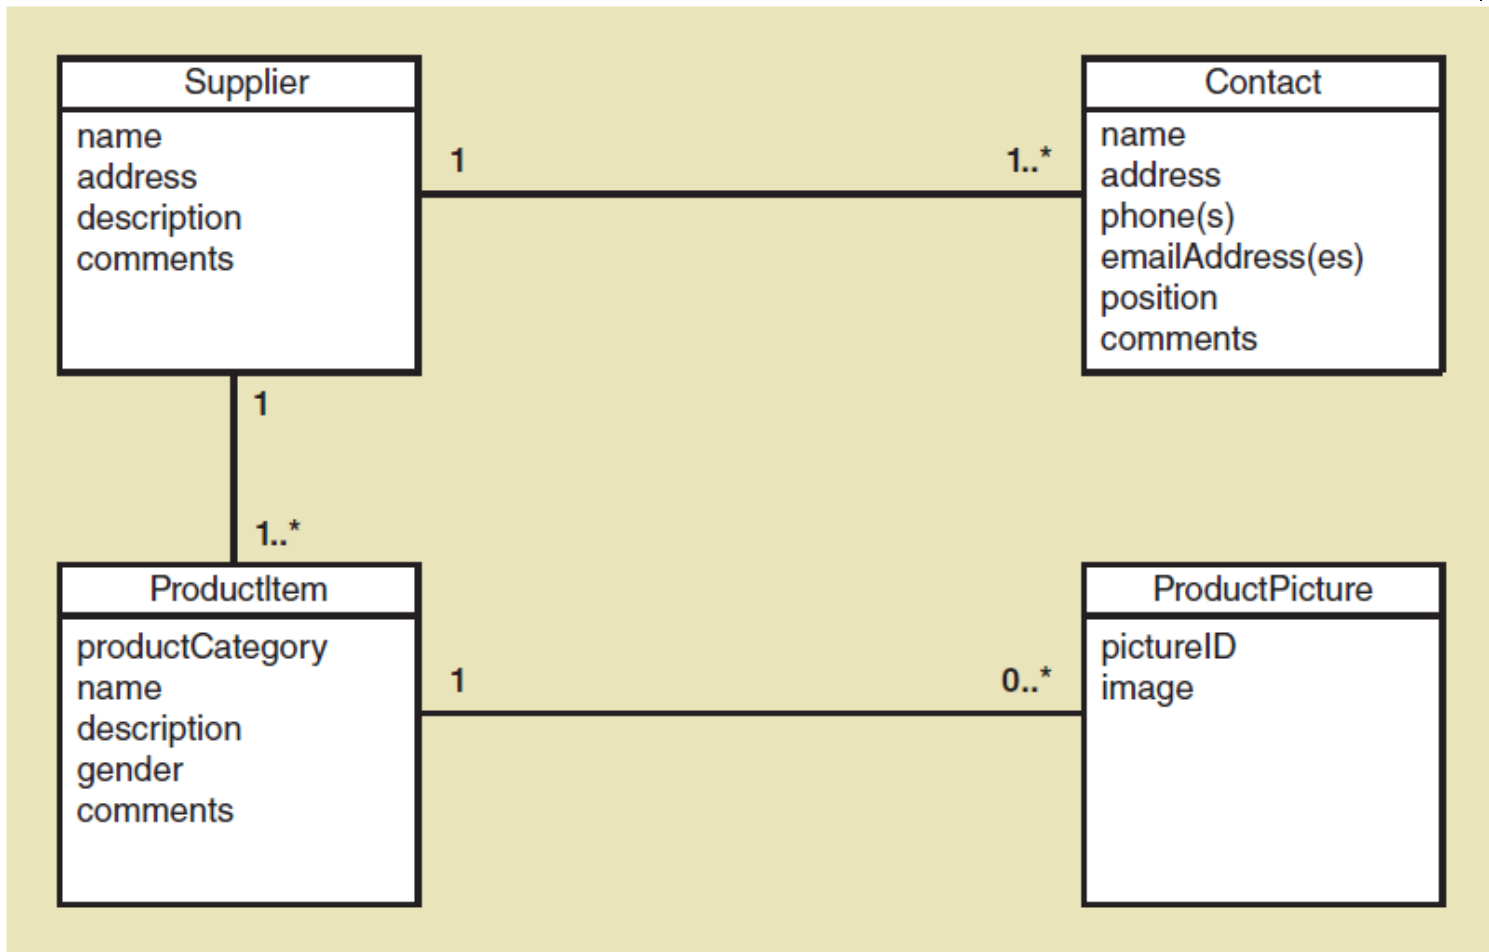 Supplier
name
address
description
comments
1
1..*
Contact
name
address
phone(s)
emailAddress(es)
position
comments
1
1..*
ProductItem
productCategory
name
description
gender
comments
1
0..*
ProductPicture
pictureID
image